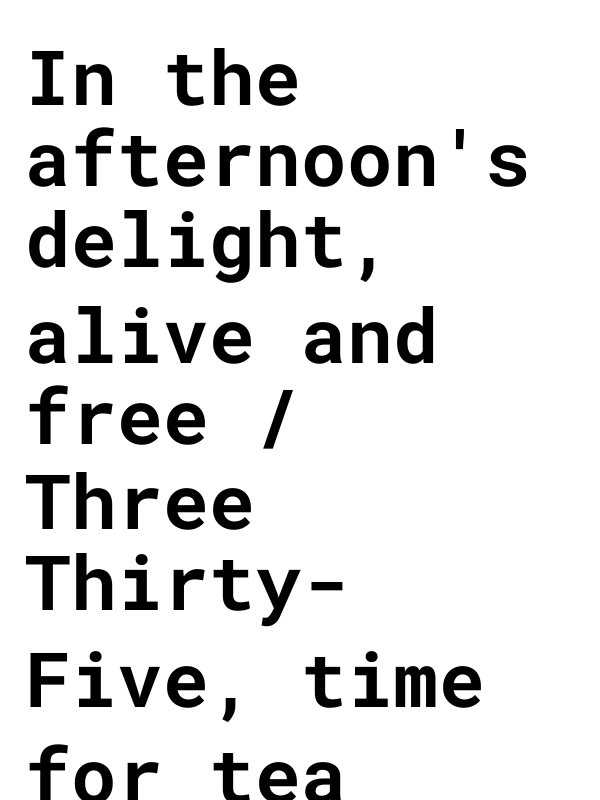 In the
afternoon's
delight,
alive and
free /
Three
Thirty-
Five, time
for tea